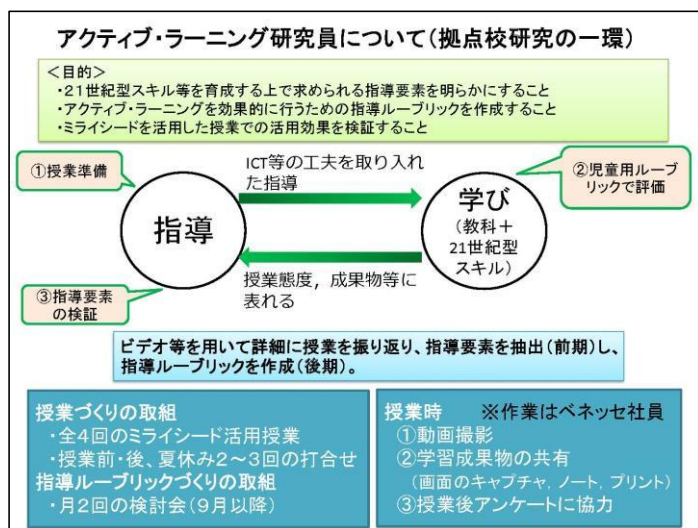 アクティブ・ラーニング研究員について（拠点校研究の一環）
＜目的＞
・２１世紀型スキル等を育成する上で求められる指導要素を明らかにすること
・アクティブ・ラーニングを効果的に行うための指導ルーブリックを作成すること
・ミライシードを活用した授業での活用効果を検証すること
①授業準備
ICT等の工夫を取り入れ
た指導
②児童用ルーブ
リックで評価
指導
学び
（教科＋
21世紀型
スキル）
授業態度，成果物等に
表れる
③指導要素
の検証
ビデオ等を用いて詳細に授業を振り返り、指導要素を抽出（前期）し、
指導ルーブリックを作成（後期）。
授業づくりの取組
・全４回のミライシード活用授業
・授業前・後、夏休み２～３回の打合せ
指導ルーブリックづくりの取組
・月２回の検討会（９月以降）
授業時　※作業はベネッセ社員
①動画撮影
②学習成果物の共有
（画面のキャプチャ，ノート，プリント）
③授業後アンケートに協力